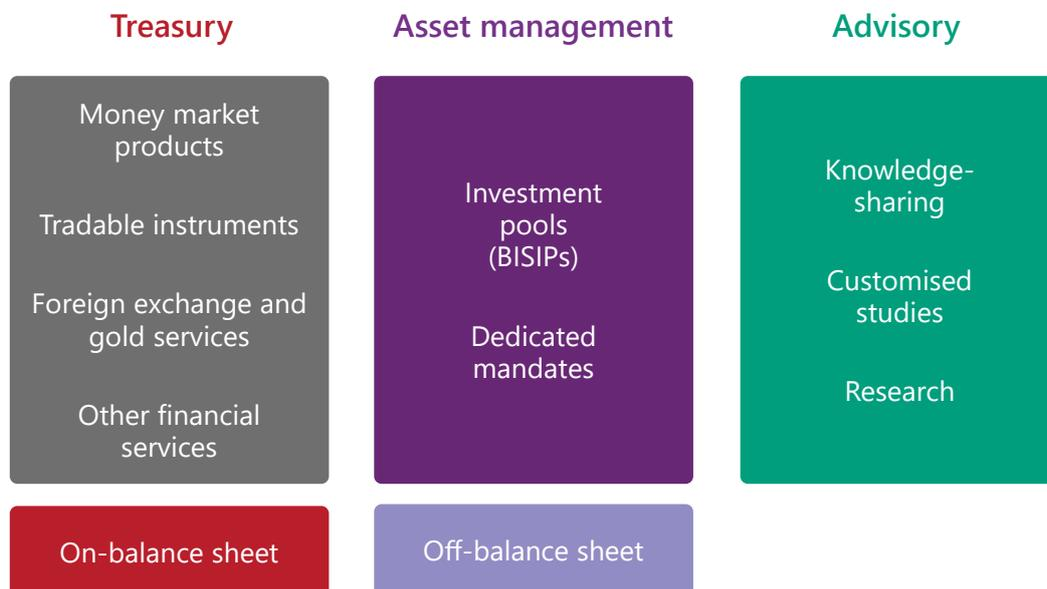 Treasury
Asset management
Advisory
Money market
products
Tradable instruments
Foreign exchange and
gold services
Other financial
services
Investment
pools
(BISIPs)
Dedicated
mandates
Knowledge-
sharing
Customised
studies
Research
On-balance sheet
Off-balance sheet